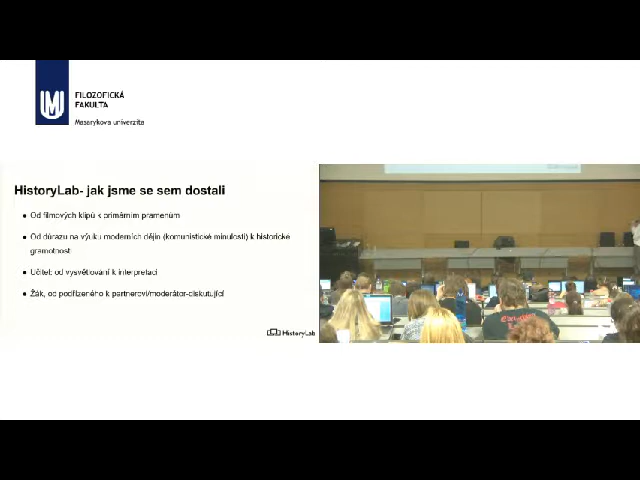 FILOZOFICKÁ
FAKULTA
Masarykova univerzita
HistoryLab- jak jsme se sem dostali
Od filmových klipů k primárním pramenům
Od důrazu na výuku moderních dějin (komunistické minulosti) k historické
gramotnosti
Učitel: od vysvětlování k interpretaci
Žák, od podřízeného k partnerovi/moderátor-diskutující
HistoryLab